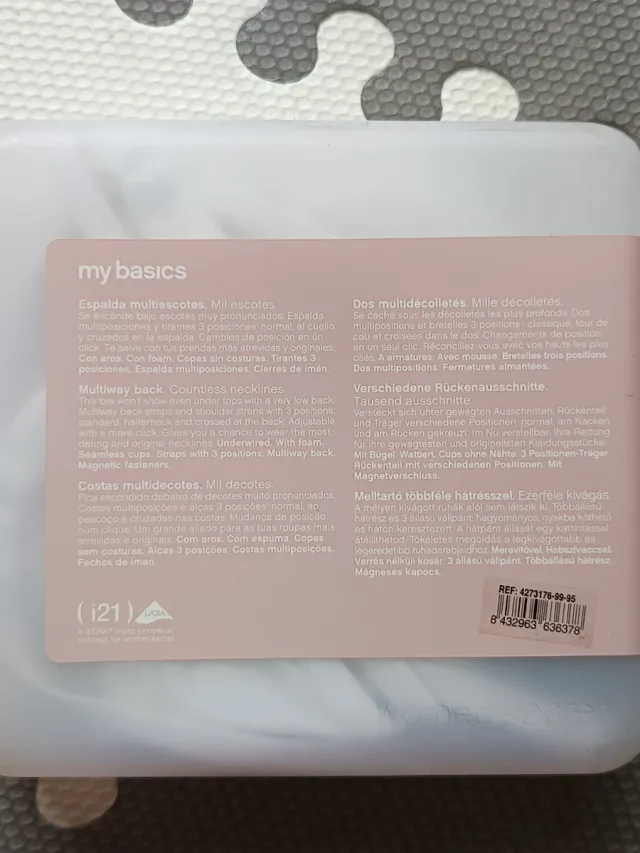 my basics
Espalda multiescotes. Mil escotes.
Se esconde bajo escotes muy pronunciados. Espalda
multiposiciones y tirantes 3 posiciones: normal, al cuello
y cruzados en la espalda. Cambios de posición en un
click. Te salva con tus prendas más atrevidas y originales.
Con aros. Con foam. Copas sin costuras. Tirantes 3
posiciones. Espalda multiposiciones. Cierres de imán.
Multiway back. Countless necklines.
This bra won't show even under tops with a very low back.
Multiway back straps and shoulder straps with 3 positions:
standard, halterneck and crossed at the back. Adjustable
with a mere click. Gives you a chance to wear the most
daring and original necklines. Underwired. With foam.
Seamless cups. Straps with 3 positions. Multiway back.
Magnetic fasteners.
Costas multidecotes. Mil decotes.
Fica escondido debaixo de decotes muito pronunciados.
Costas multiposições e alças 3 posições: normal, ao
pescoço e cruzadas nas costas. Mudança de posição
num clique. Um grande aliado para as tuas roupas mais
atrevidas e originais. Com aros. Com espuma. Copas
sem costuras. Alças 3 posições. Costas multiposições.
Fechos de íman.
(i21) LYCRA
a LYCRA® based innovation
concept for women'secret
Dos multidécolletés. Mille décolletés.
Se cache sous les décolletés les plus profonds. Dos
multipositions et bretelles 3 positions : classique, tour de
cou et croisées dans le dos. Changements de position
en un seul clic. Réconciliez vous avec vos hauts les plus
osés. A armatures. Avec mousse. Bretelles trois positions.
Dos multipositions. Fermetures aimantées.
Verschiedene Rückenausschnitte.
Tausend ausschnitte.
Versteckt sich unter gewagten Ausschnitten. Rückenteil
und Träger verschiedene Positionen: normal, am Nacken
und am Rücken gekreuzt. Im Nu verstellbar. Ihre Rettung
für Ihre gewagtesten und originellsten Kleidungsstücke.
Mit Bügel. Wattiert. Cups ohne Nähte. 3 Positionen-Träger.
Rückenteil mit verschiedenen Positionen. Mit
Magnetverschluss.
Melltartó többféle hátrésszel. Ezerféle kivágás.
A mélyen kivágott ruhák alól sem látszik ki. Többállású
hátrész és 3 állású vállpánt: hagyományos, nyakba köthető
és háton keresztezett. A hátpánt állásait egy kattintással
átállíthatod. Tökéletes megoldás a legkivágottabb és
legeredetibb ruhadarabjaidhoz. Merevítővel. Habszivaccsal.
Varrás nélküli kosár. 3 állású vállpánt. Többállású hátrész.
Mágneses kapocs.
REF: 4273176-99-95
8 432963 636378